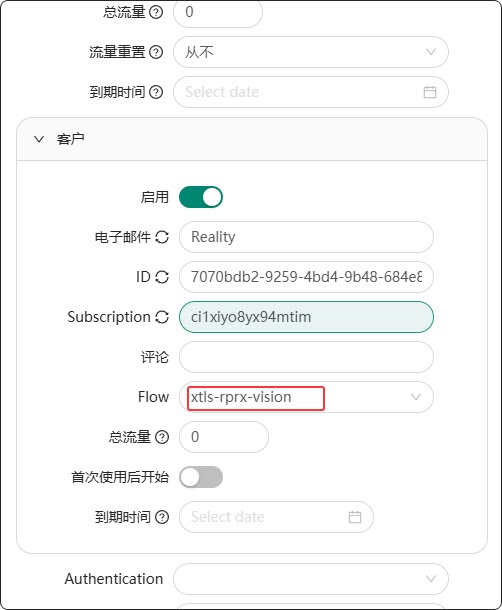 总流量 0
流量重置 从不
到期时间 Select date
客户
启用
电子邮件 Reality
ID 7070bdb2-9259-4bd4-9b48-684e8
Subscription ci1xiyo8yx94mtim
评论
Flow xtls-rprx-vision
总流量 0
首次使用后开始
到期时间 Select date
Authentication